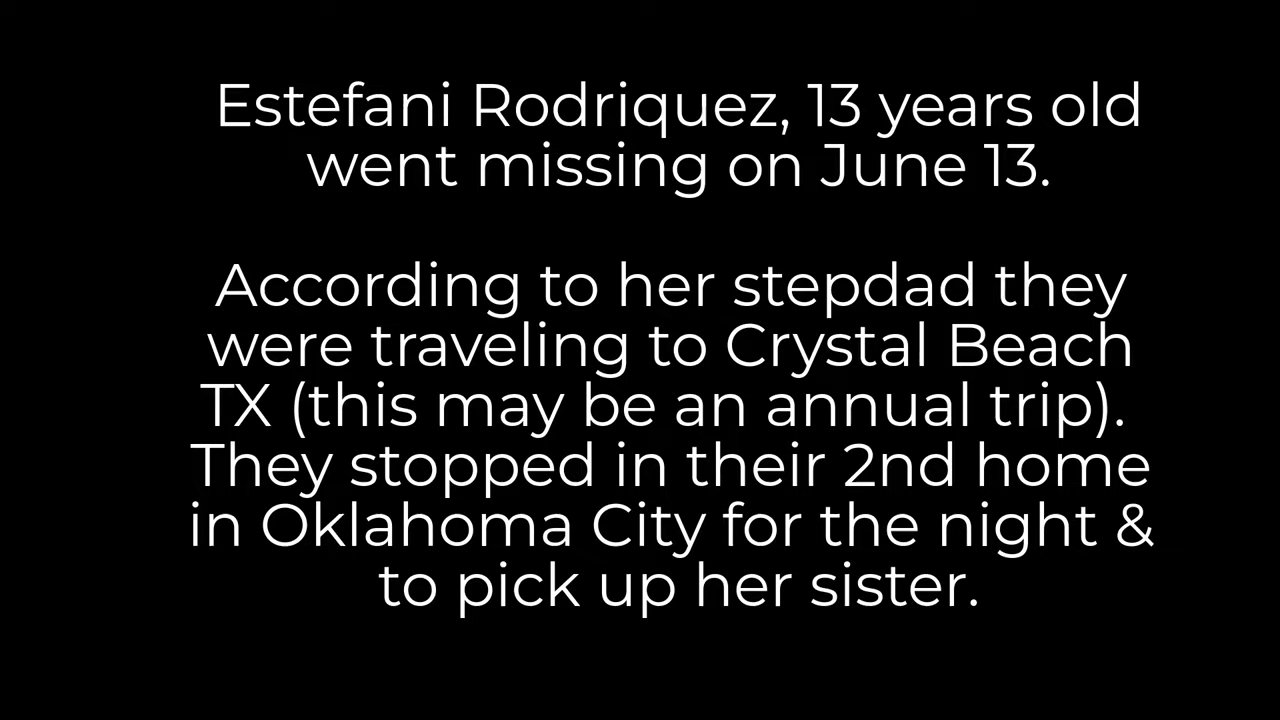 Estefani Rodriquez, 13 years old
went missing on June 13.
According to her stepdad they
were traveling to Crystal Beach
TX (this may be an annual trip).
They stopped in their 2nd home
in Oklahoma City for the night &
to pick up her sister.